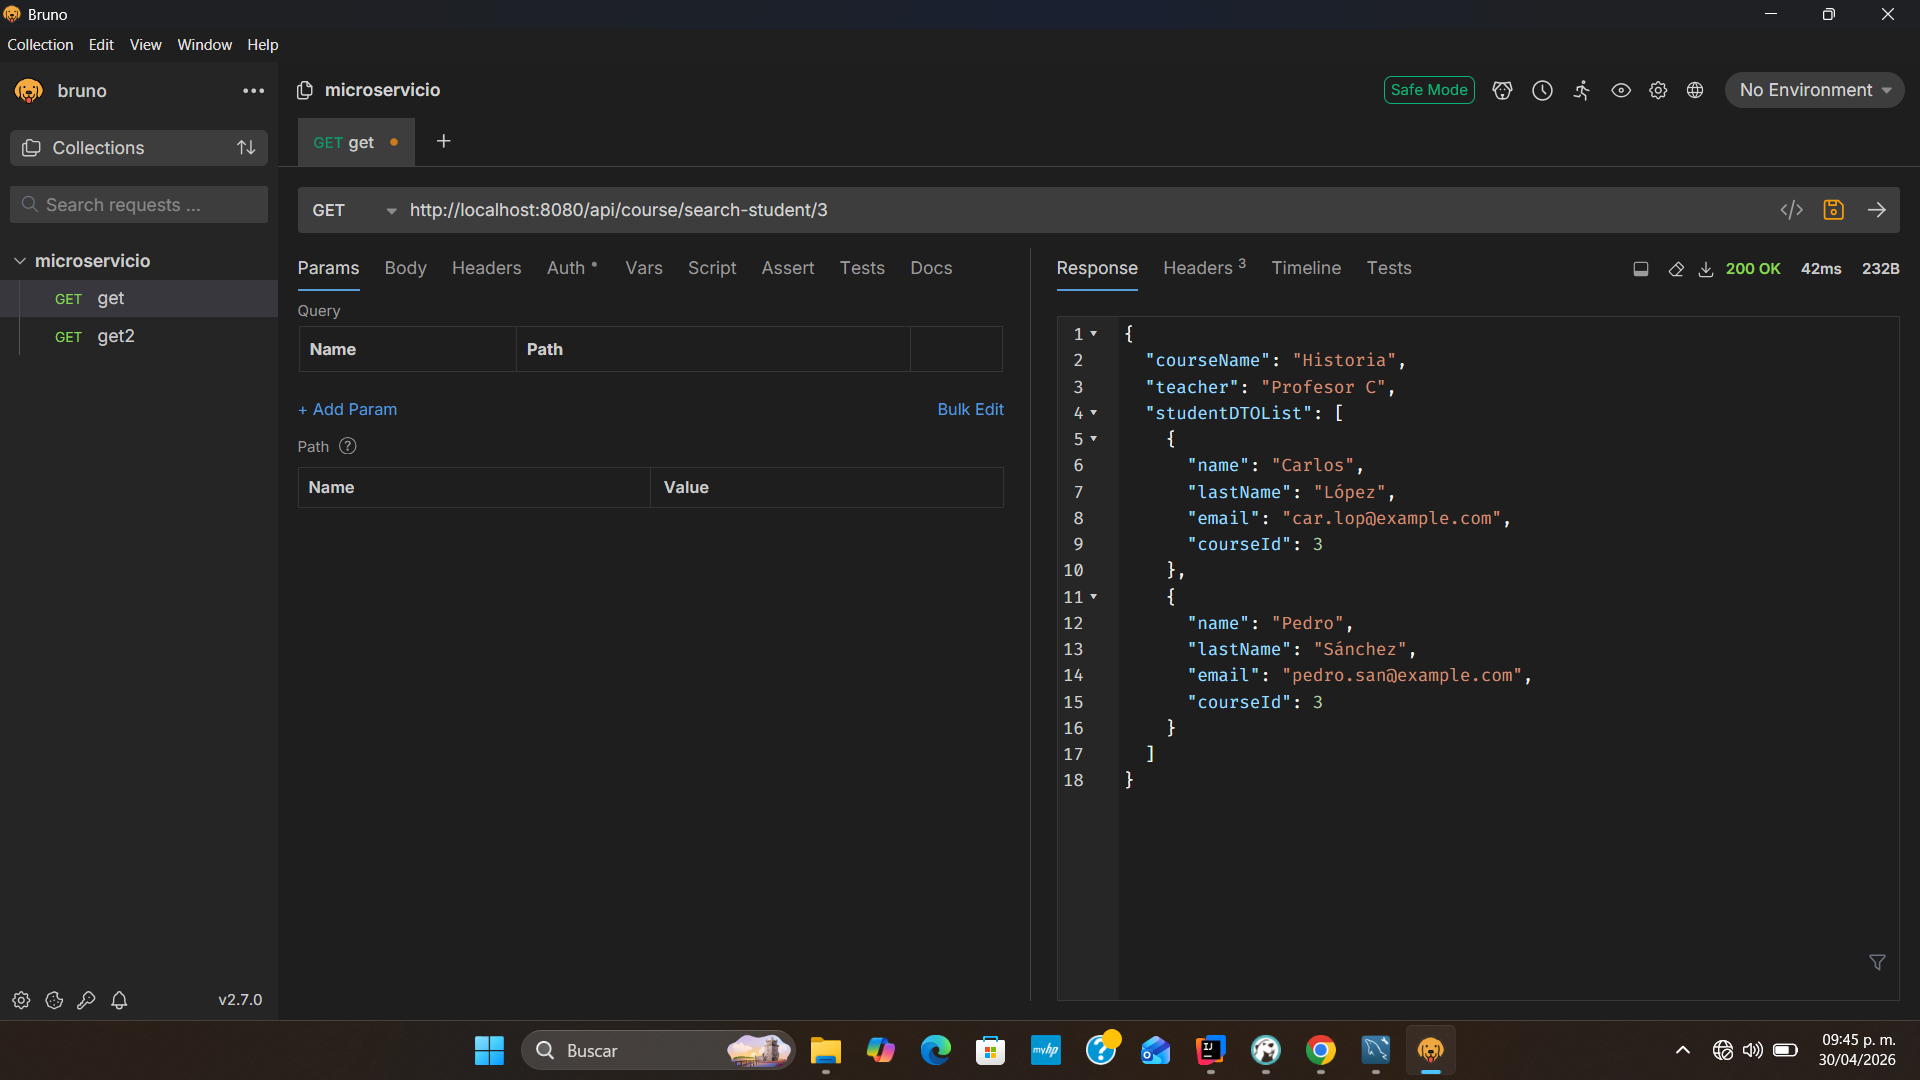 Bruno
Collection Edit View Window Help
bruno
microservicio
Safe Mode
No Environment
Collections
GET get
Search requests ...
GET
http://localhost:8080/api/course/search-student/3
microservicio
GET get
GET get2
Params Body Headers Auth Vars Script Assert Tests Docs
Query
Name Path
+ Add Param Bulk Edit
Path
Name Value
Response Headers 3 Timeline Tests
200 OK 42ms 232B
1 {
2 "courseName": "Historia",
3 "teacher": "Profesor C",
4 "studentDTOList": [
5 {
6 "name": "Carlos",
7 "lastName": "López",
8 "email": "car.lop@example.com",
9 "courseId": 3
10 },
11 {
12 "name": "Pedro",
13 "lastName": "Sánchez",
14 "email": "pedro.san@example.com",
15 "courseId": 3
16 }
17 ]
18 }
v2.7.0
Buscar
myhp
09:45 p. m.
30/04/2026